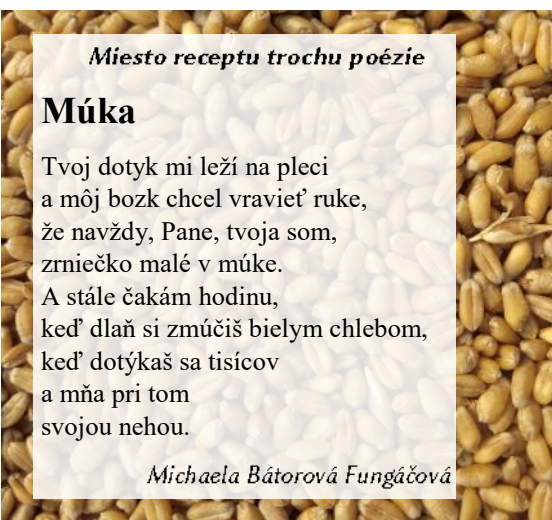 Miesto receptu trochu poézie
Múka
Tvoj dotyk mi leží na pleci
a môj bozk chcel vravieť ruke,
že navždy, Pane, tvoja som,
zrniečko malé v múke.
A stále čakám hodinu,
keď dlaň si zmúčiš bielym chlebom,
keď dotýkaš sa tisícov
a mňa pri tom
svojou nehou.
Michaela Bátorová Fungáčová